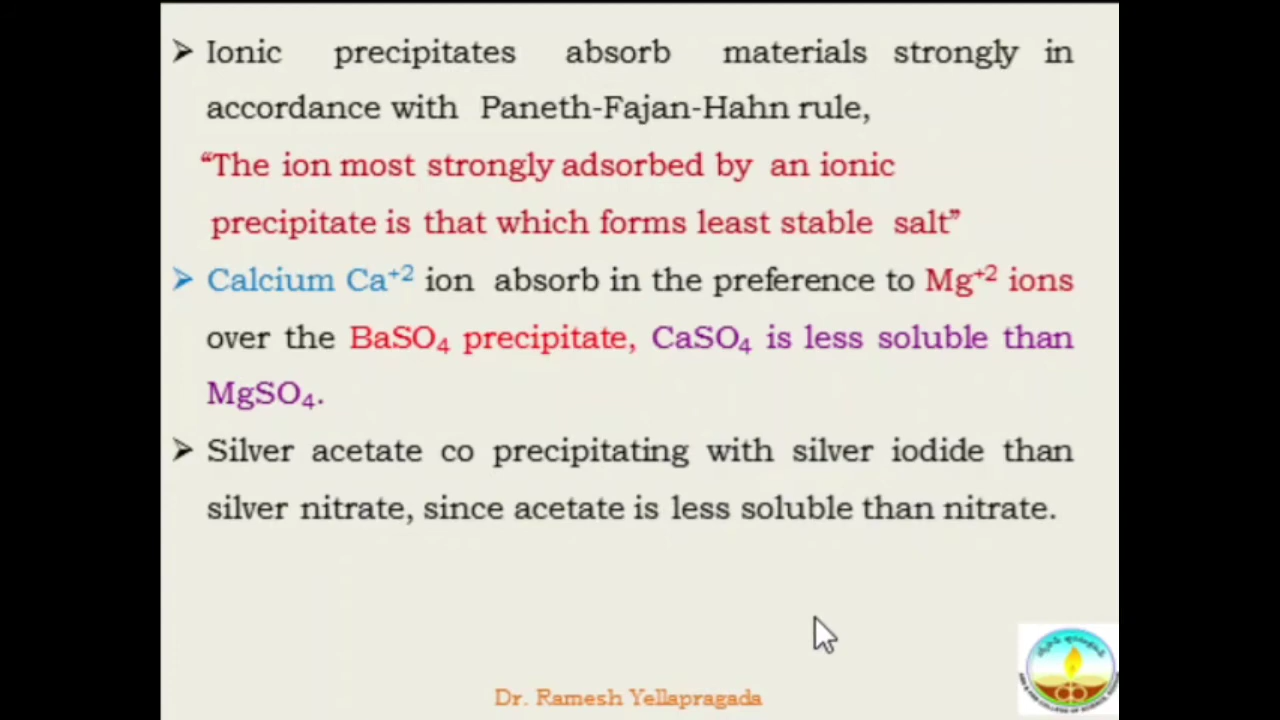 ➢ Ionic precipitates absorb materials strongly in
accordance with Paneth-Fajan-Hahn rule,
“The ion most strongly adsorbed by an ionic
precipitate is that which forms least stable salt”
➢ Calcium Ca⁺² ion absorb in the preference to Mg⁺² ions
over the BaSO₄ precipitate, CaSO₄ is less soluble than
MgSO₄.
➢ Silver acetate co precipitating with silver iodide than
silver nitrate, since acetate is less soluble than nitrate.
Dr. Ramesh Yellapragada